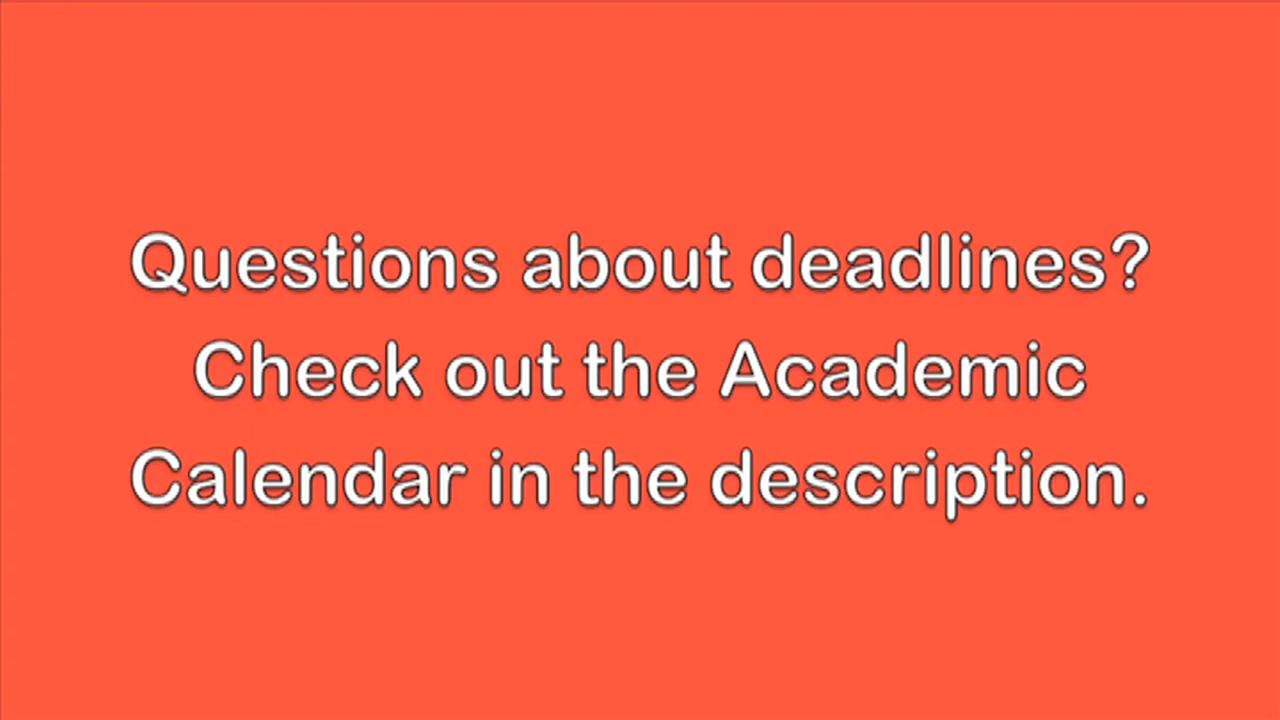 Questions about deadlines?
Check out the Academic
Calendar in the description.